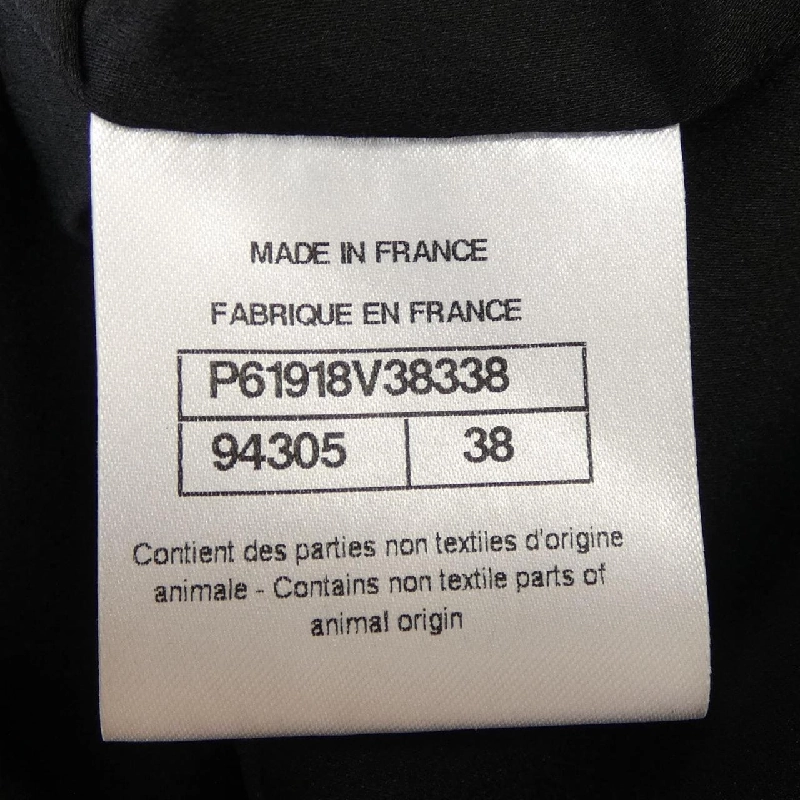 MADE IN FRANCE
FABRIQUE EN FRANCE
P61918V38338
94305 38
Contient des parties non textiles d'origine
animale - Contains non textile parts of
animal origin